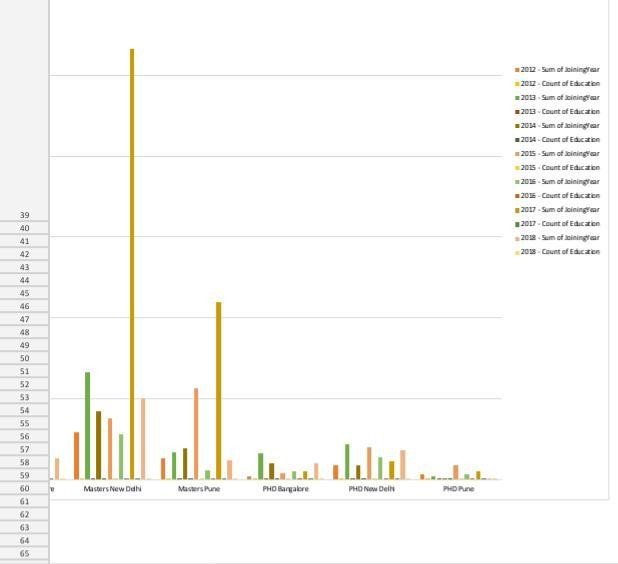 2012 - Sum of JoiningYear
2012 - Count of Education
2013 - Sum of JoiningYear
2013 - Count of Education
2014 - Sum of JoiningYear
2014 - Count of Education
2015 - Sum of JoiningYear
2015 - Count of Education
2016 - Sum of JoiningYear
2016 - Count of Education
2017 - Sum of JoiningYear
2017 - Count of Education
2018 - Sum of JoiningYear
2018 - Count of Education
39
40
41
42
43
44
45
46
47
48
49
50
51
52
53
54
55
56
57
58
59
60
61
62
63
64
65
Masters New Delhi Masters Pune PHD Bangalore PHD New Delhi PHD Pune